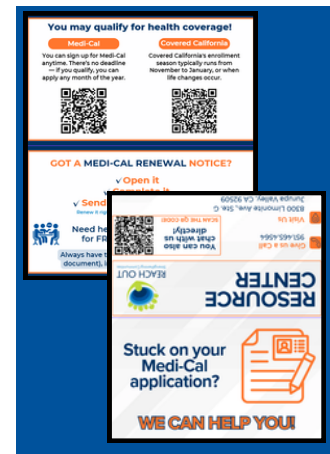 You may qualify for health coverage!
Medi-Cal
You can sign up for Medi-Cal
anytime. There's no deadline
— if you qualify, you can
apply any month of the year.
Covered California
Covered California's enrollment
season typically runs from
November to January, or when
life changes occur.
GOT A MEDI-CAL RENEWAL NOTICE?
Open it
Complete it
Send
Need he
for FR
Always have t
document),
8300 Limonite Ave., Ste. G
Jurupa Valley, CA 92509
Visit Us
951.465.4564
Give us a Call
SCAN THE QR CODE!
You can also
chat with us
directly!
REACH OUT
RESOURCE
CENTER
Stuck on your
Medi-Cal
application?
WE CAN HELP YOU!